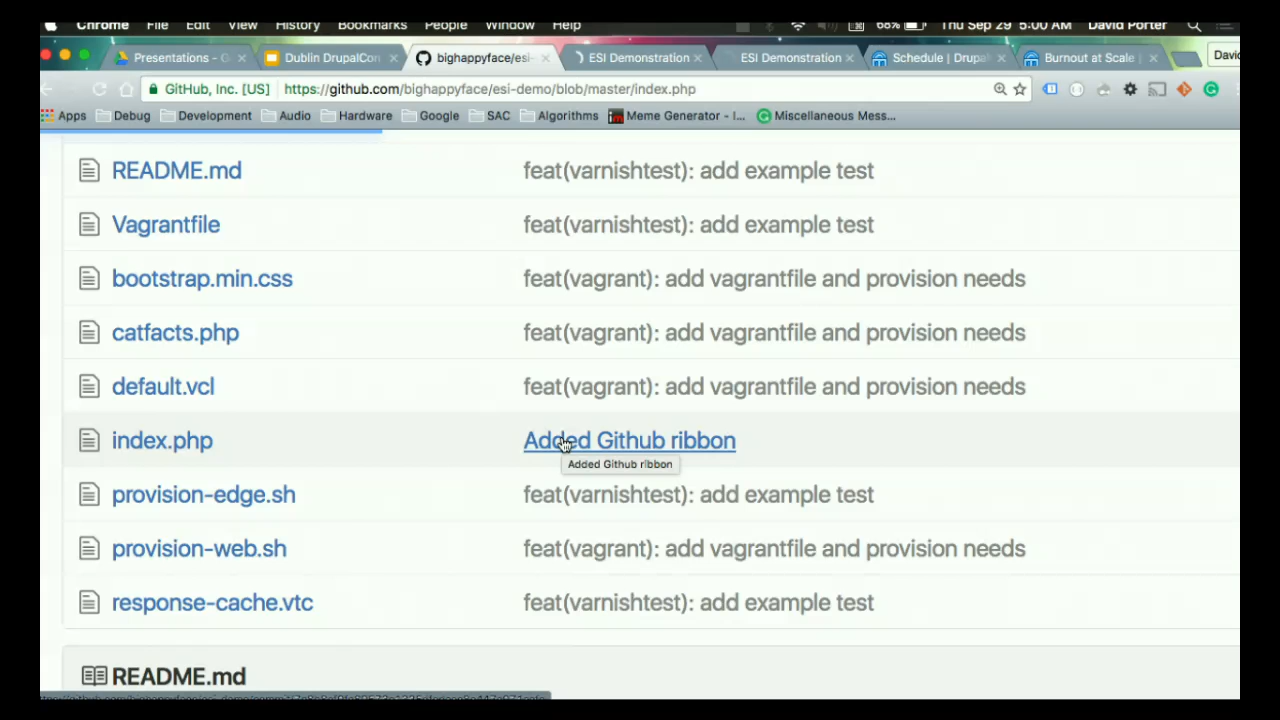 Chrome File Edit View History Bookmarks People Window Help 68% Thu Sep 29 5:00 AM David Porter
Presentations - G Dublin DrupalCon bighappyface/esi- ESI Demonstration ESI Demonstration Schedule | Drupa Burnout at Scale | Davi
GitHub, Inc. [US] https://github.com/bighappyface/esi-demo/blob/master/index.php
Apps Debug Development Audio Hardware Google SAC Algorithms Meme Generator - I... Miscellaneous Mess...
README.md feat(varnishtest): add example test
Vagrantfile feat(varnishtest): add example test
bootstrap.min.css feat(vagrant): add vagrantfile and provision needs
catfacts.php feat(vagrant): add vagrantfile and provision needs
default.vcl feat(vagrant): add vagrantfile and provision needs
index.php Added Github ribbon
Added Github ribbon
provision-edge.sh feat(varnishtest): add example test
provision-web.sh feat(vagrant): add vagrantfile and provision needs
response-cache.vtc feat(varnishtest): add example test
README.md